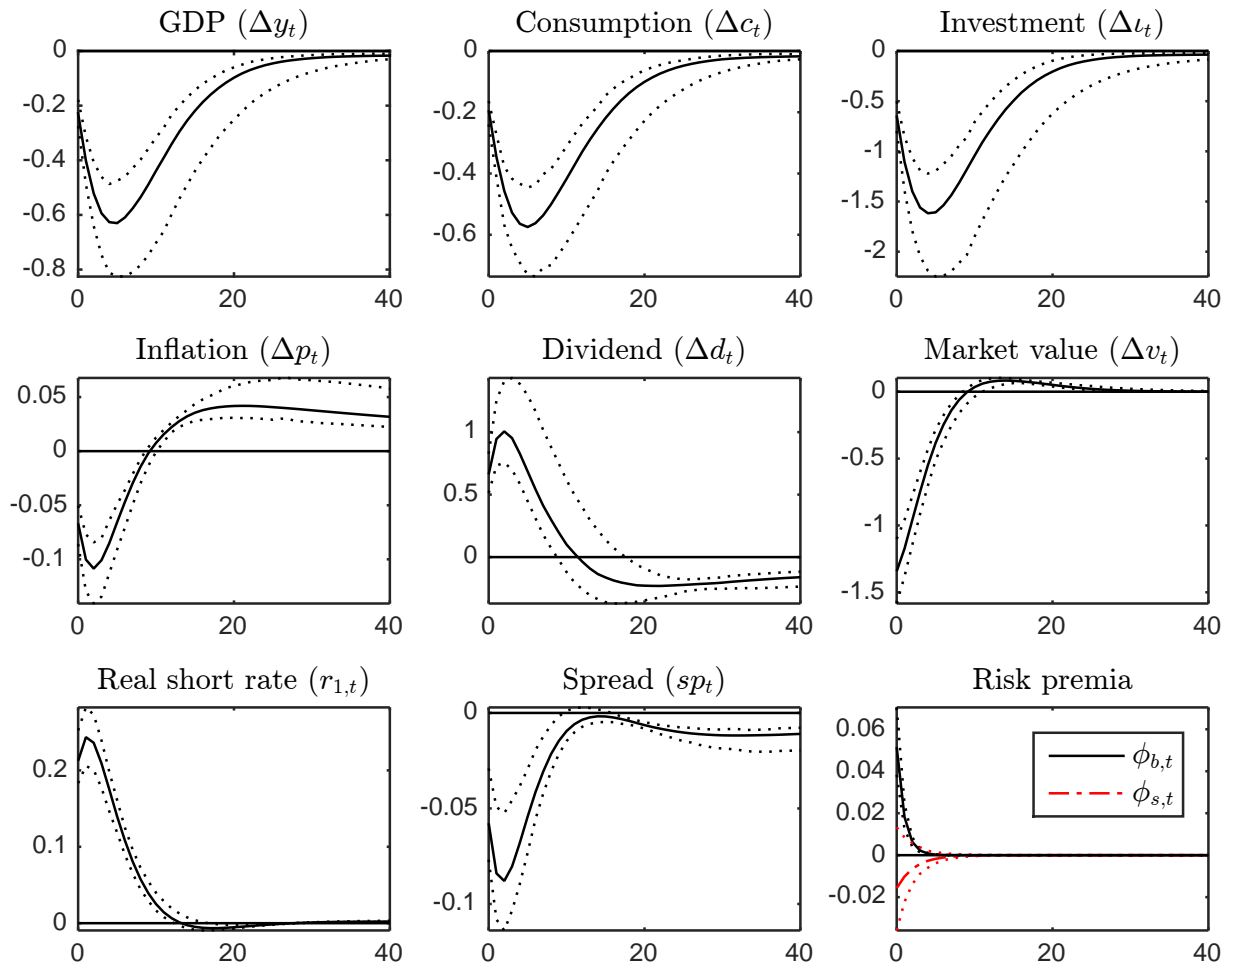 GDP (Δy_t) Consumption (Δc_t) Investment (Δι_t)
0 0 0
-0.2 -0.2 -0.5
-0.4 -0.4 -1
-0.6 -0.6 -1.5
-0.8 -2
0 20 40 0 20 40 0 20 40
Inflation (Δp_t) Dividend (Δd_t) Market value (Δv_t)
0.05 1 0
0 0.5 -0.5
-0.05 0 -1
-0.1 -1.5
0 20 40 0 20 40 0 20 40
Real short rate (r_{1,t}) Spread (sp_t) Risk premia
0.2 0 0.06
0.1 -0.05 0.04
0 -0.1 0.02
0
-0.02
ϕ_{b,t}
ϕ_{s,t}
0 20 40 0 20 40 0 20 40